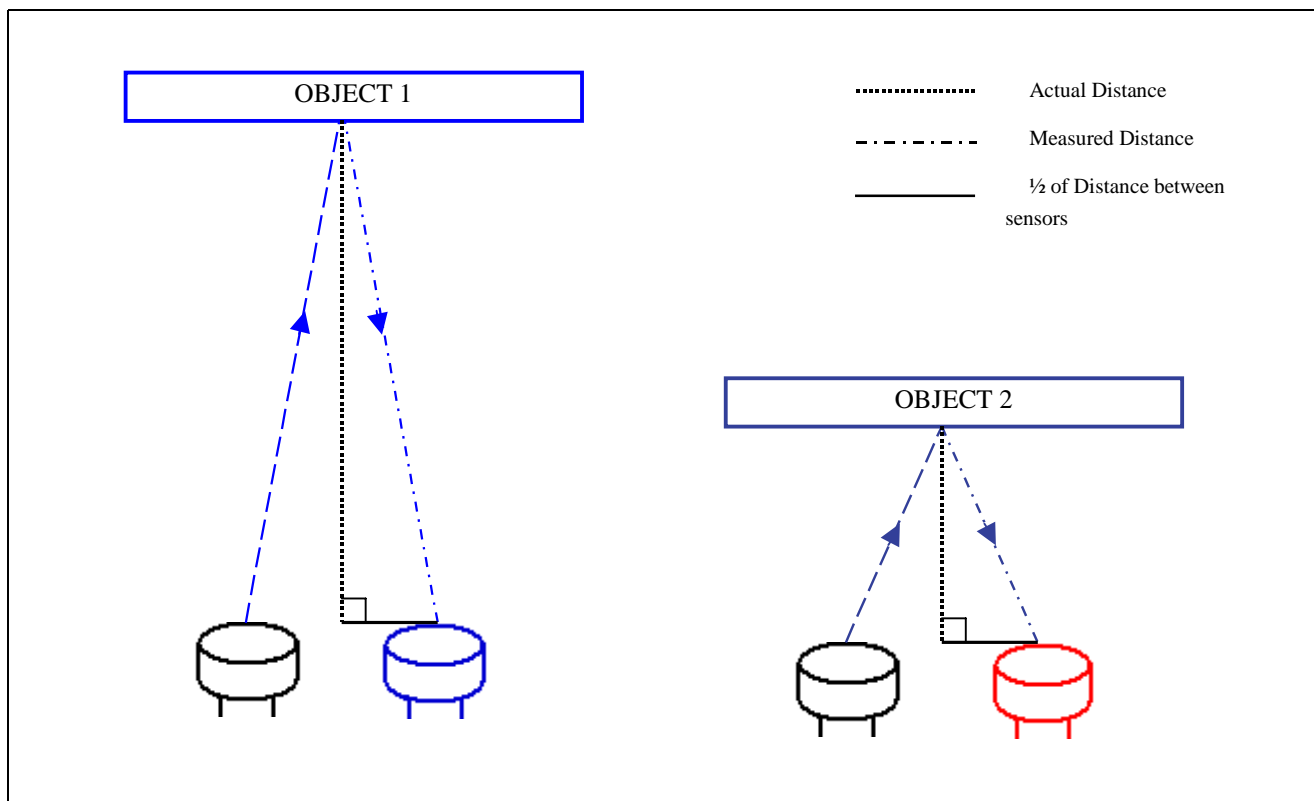 OBJECT 1
Actual Distance
Measured Distance
½ of Distance between
sensors
OBJECT 2